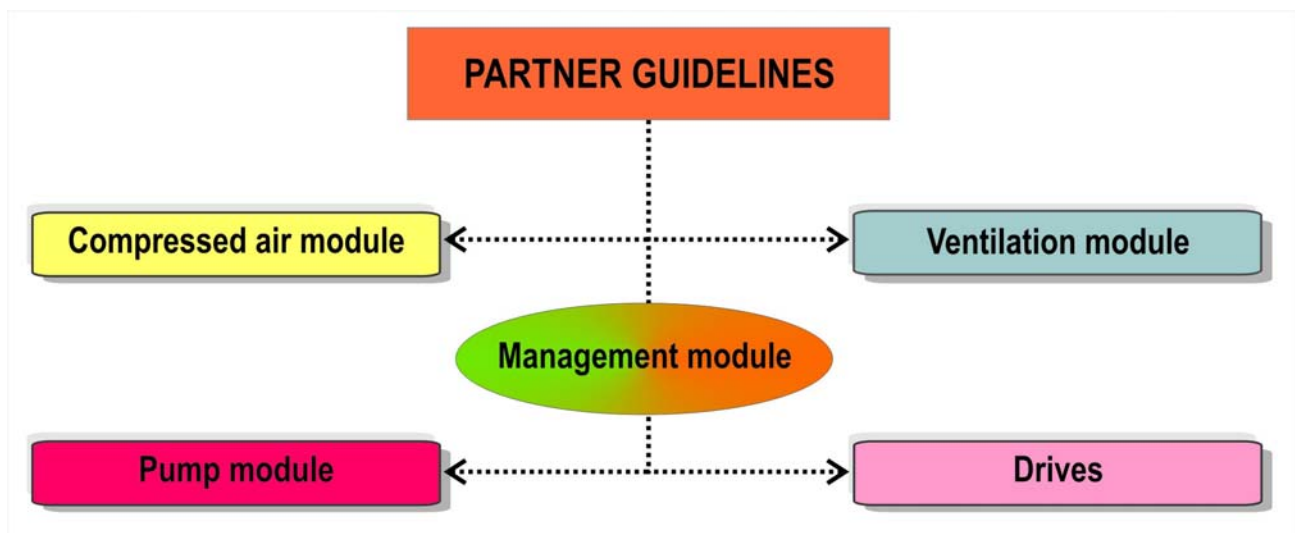 PARTNER GUIDELINES
Compressed air module
Ventilation module
Management module
Pump module
Drives